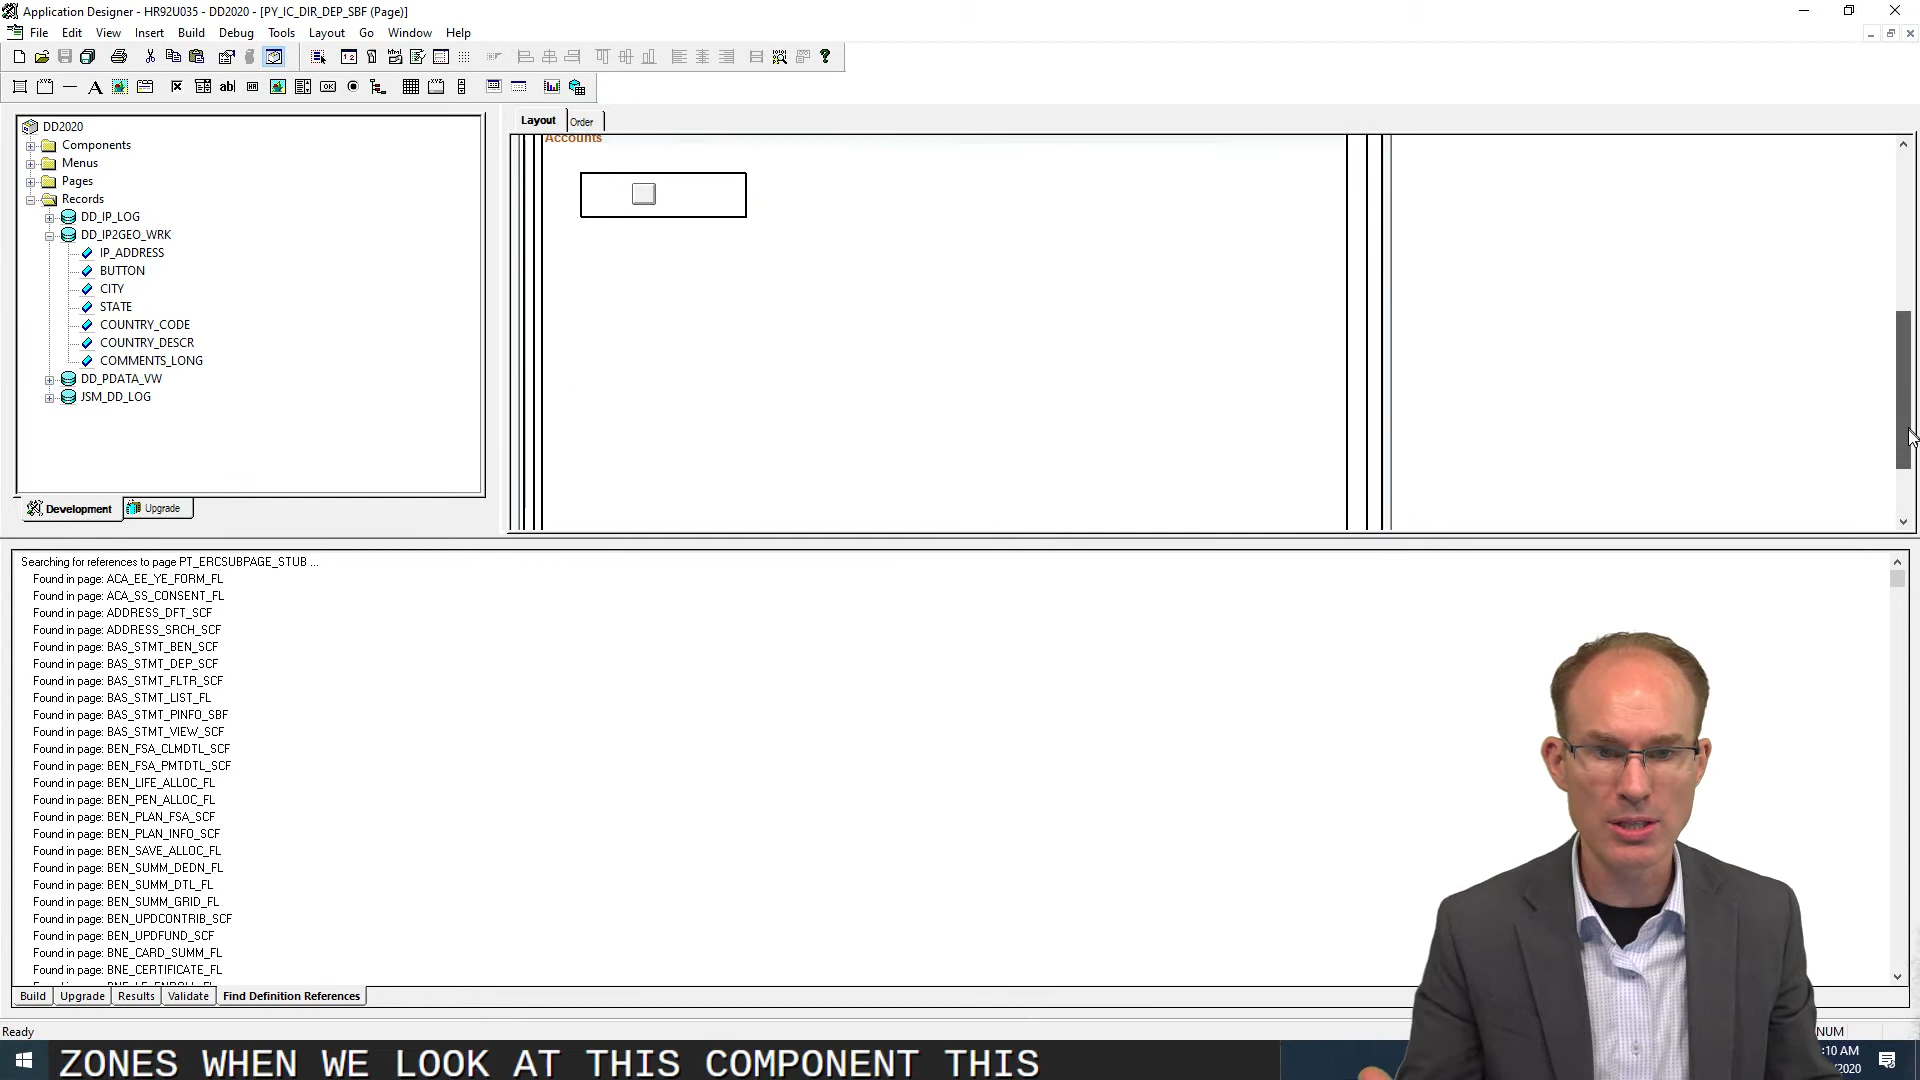 Application Designer - HR92U035 - DD2020 - [PY_IC_DIR_DEP_SBF (Page)]
File Edit View Insert Build Debug Tools Layout Go Window Help
DD2020
Components
Menus
Pages
Records
DD_IP_LOG
DD_IP2GEO_WRK
IP_ADDRESS
BUTTON
CITY
STATE
COUNTRY_CODE
COUNTRY_DESCR
COMMENTS_LONG
DD_PDATA_VW
JSM_DD_LOG
Development Upgrade
Layout Order
Accounts
Searching for references to page PT_ERCSUBPAGE_STUB ...
Found in page: ACA_EE_YE_FORM_FL
Found in page: ACA_SS_CONSENT_FL
Found in page: ADDRESS_DFT_SCF
Found in page: ADDRESS_SRCH_SCF
Found in page: BAS_STMT_BEN_SCF
Found in page: BAS_STMT_DEP_SCF
Found in page: BAS_STMT_FLTR_SCF
Found in page: BAS_STMT_LIST_FL
Found in page: BAS_STMT_PINFO_SBF
Found in page: BAS_STMT_VIEW_SCF
Found in page: BEN_FSA_CLMDTL_SCF
Found in page: BEN_FSA_PMTDTL_SCF
Found in page: BEN_LIFE_ALLOC_FL
Found in page: BEN_PEN_ALLOC_FL
Found in page: BEN_PLAN_FSA_SCF
Found in page: BEN_PLAN_INFO_SCF
Found in page: BEN_SAVE_ALLOC_FL
Found in page: BEN_SUMM_DEDN_FL
Found in page: BEN_SUMM_DTL_FL
Found in page: BEN_SUMM_GRID_FL
Found in page: BEN_UPDCONTRIB_SCF
Found in page: BEN_UPDFUND_SCF
Found in page: BNE_CARD_SUMM_FL
Found in page: BNE_CERTIFICATE_FL
Build Upgrade Results Validate Find Definition References
Ready
NUM
:10 AM
/2020
ZONES WHEN WE LOOK AT THIS COMPONENT THIS